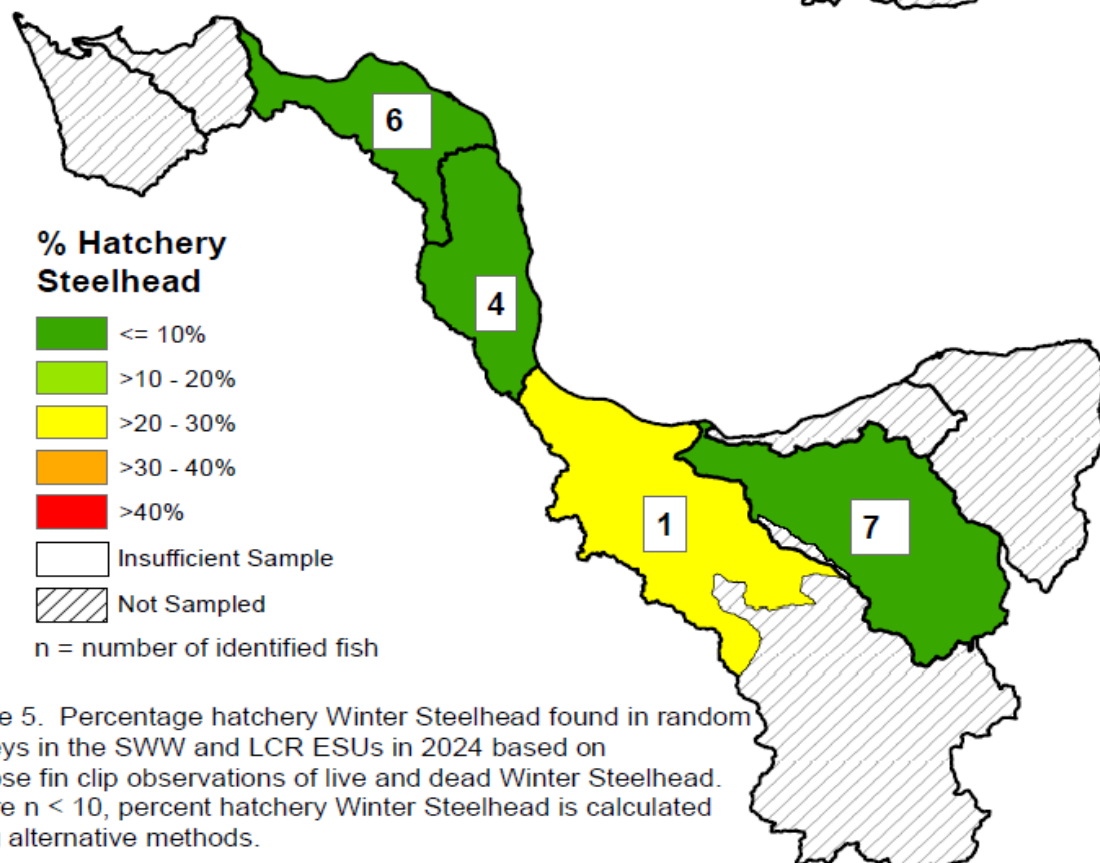 6
4
1
7
% Hatchery
Steelhead
<= 10%
>10 - 20%
>20 - 30%
>30 - 40%
>40%
Insufficient Sample
Not Sampled
n = number of identified fish
e 5. Percentage hatchery Winter Steelhead found in random
eys in the SWW and LCR ESUs in 2024 based on
ose fin clip observations of live and dead Winter Steelhead.
re n < 10, percent hatchery Winter Steelhead is calculated
alternative methods.